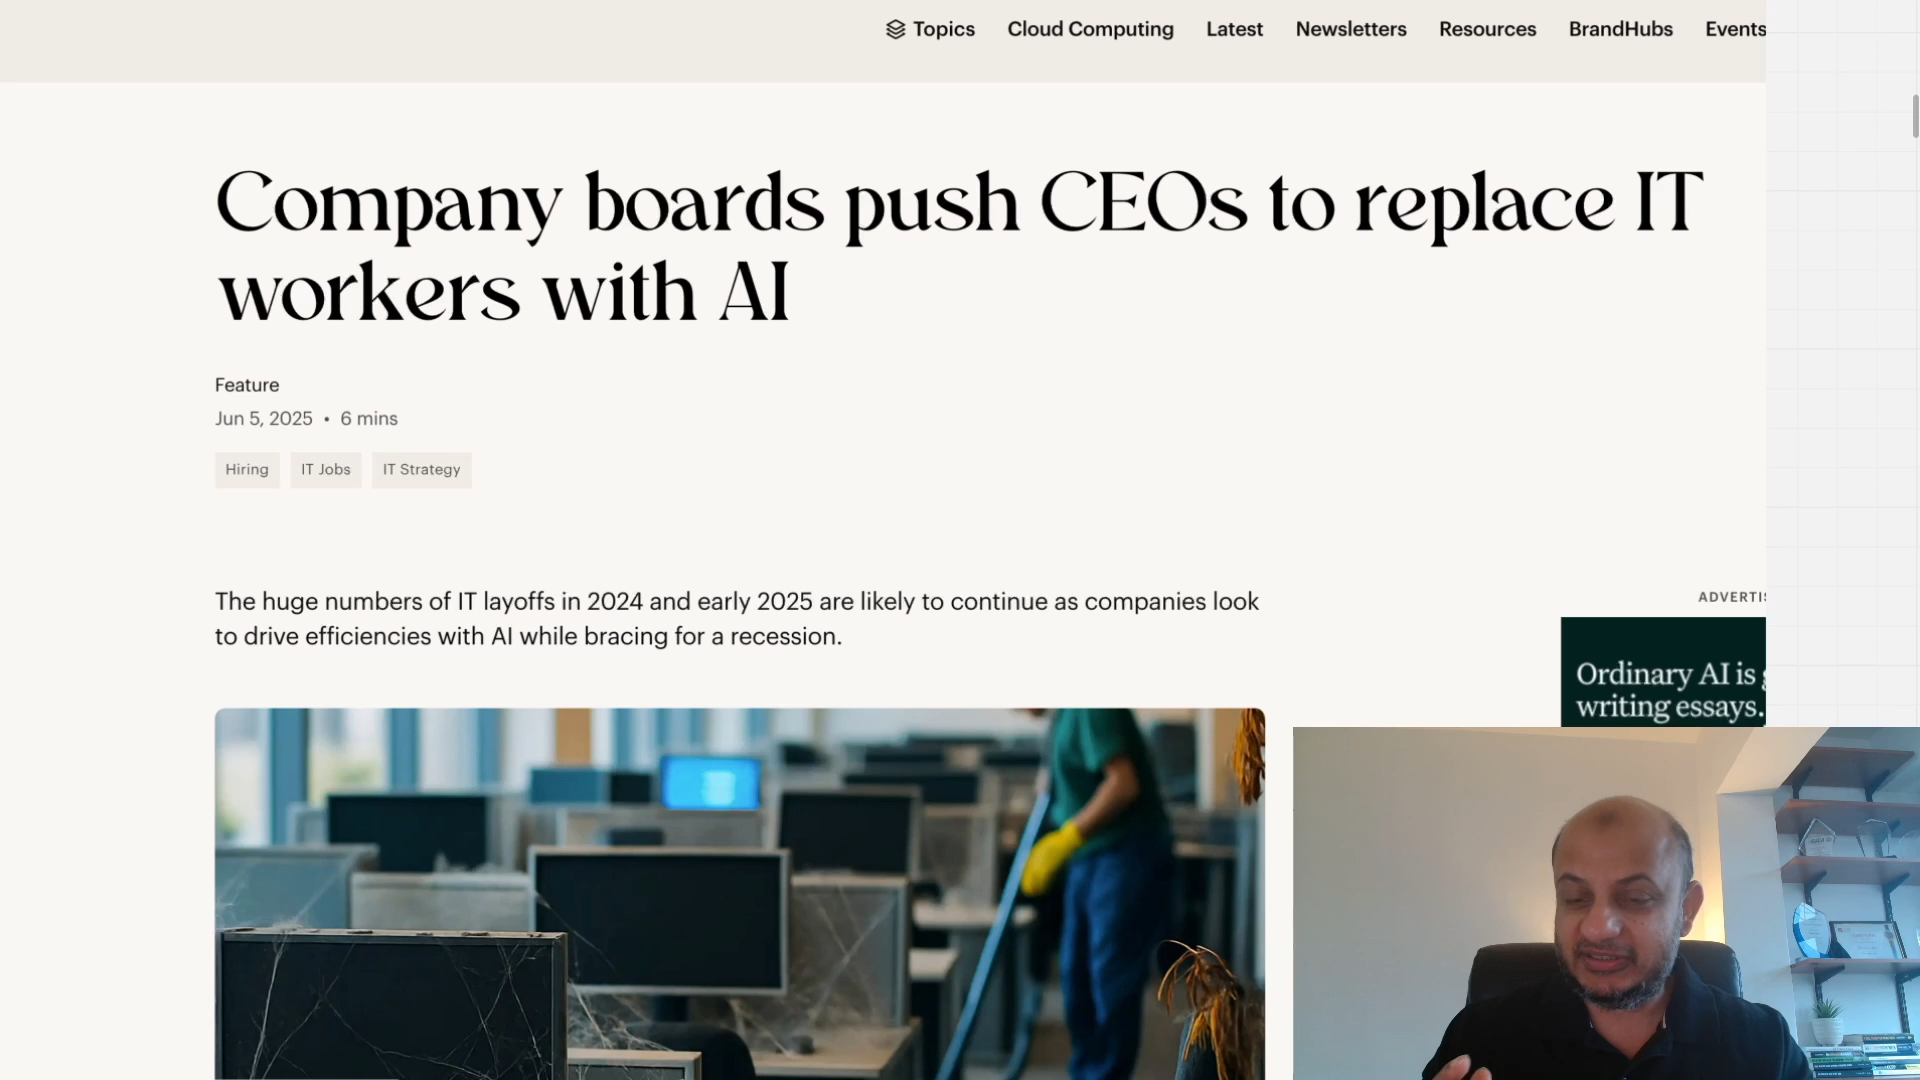 Topics Cloud Computing Latest Newsletters Resources BrandHubs Events
Company boards push CEOs to replace IT
workers with AI
Feature
Jun 5, 2025 • 6 mins
Hiring IT Jobs IT Strategy
The huge numbers of IT layoffs in 2024 and early 2025 are likely to continue as companies look
to drive efficiencies with AI while bracing for a recession.
Ordinary AI is
writing essays.